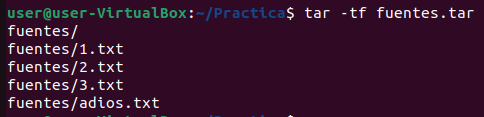 user@user-VirtualBox:~/Practica$ tar -tf fuentes.tar
fuentes/
fuentes/1.txt
fuentes/2.txt
fuentes/3.txt
fuentes/adios.txt